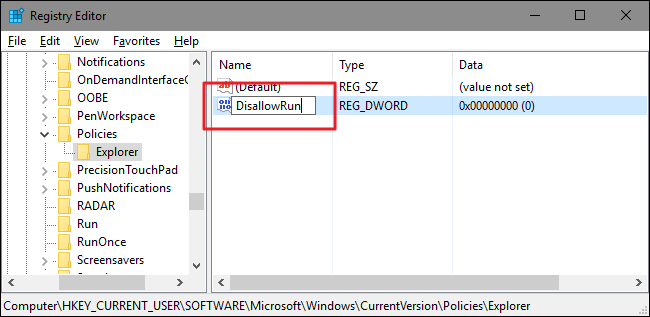 Registry Editor
File Edit View Favorites Help
Name Type Data
Notifications
OnDemandInterfaceC
OOBE
PenWorkspace
Policies
Explorer
PrecisionTouchPad
PushNotifications
RADAR
Run
RunOnce
Screensavers
ab (Default) REG_SZ (value not set)
DisallowRun REG_DWORD 0x00000000 (0)
Computer\HKEY_CURRENT_USER\SOFTWARE\Microsoft\Windows\CurrentVersion\Policies\Explorer